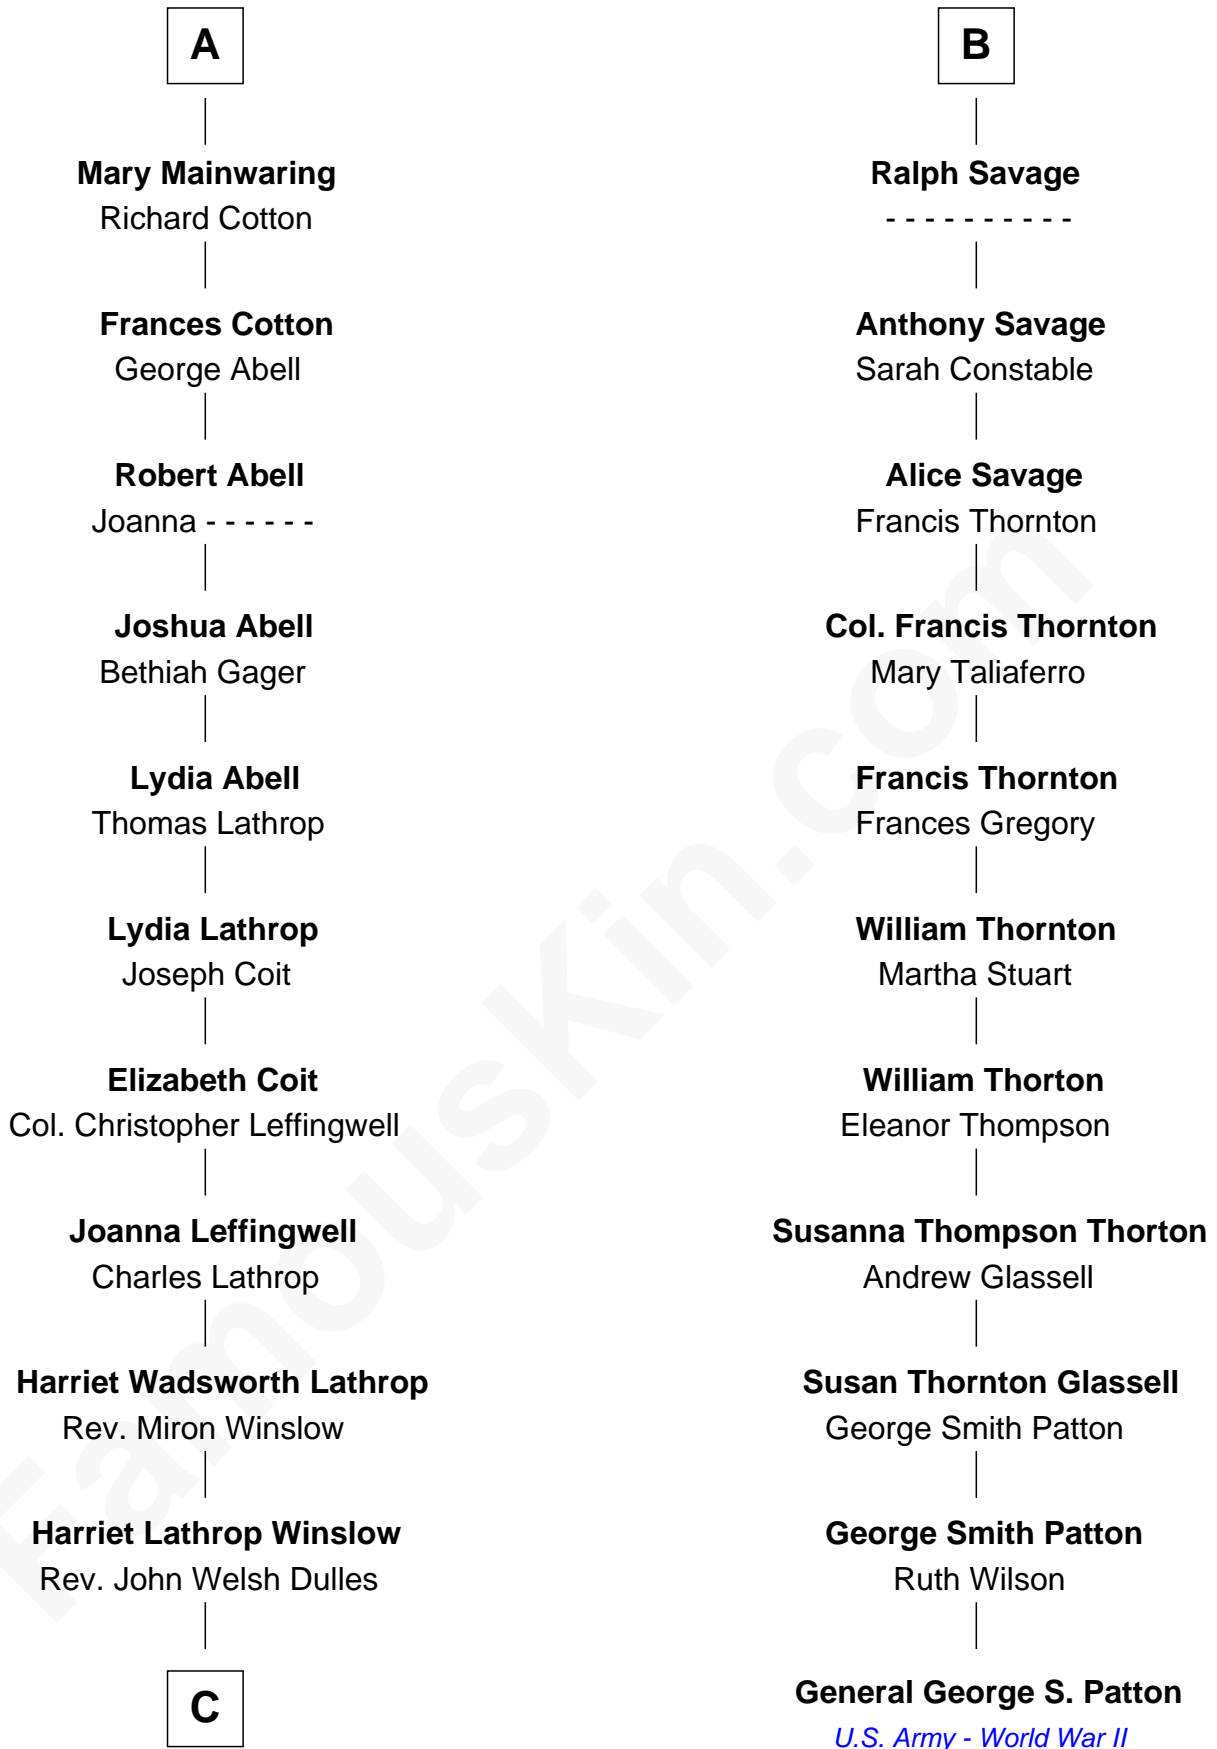 A
Mary Mainwaring
Richard Cotton
Frances Cotton
George Abell
Robert Abell
Joanna - - - - - -
Joshua Abell
Bethiah Gager
Lydia Abell
Thomas Lathrop
Lydia Lathrop
Joseph Coit
Elizabeth Coit
Col. Christopher Leffingwell
Joanna Leffingwell
Charles Lathrop
Harriet Wadsworth Lathrop
Rev. Miron Winslow
Harriet Lathrop Winslow
Rev. John Welsh Dulles
C
B
Ralph Savage
- - - - - - - - - -
Anthony Savage
Sarah Constable
Alice Savage
Francis Thornton
Col. Francis Thornton
Mary Taliaferro
Francis Thornton
Frances Gregory
William Thornton
Martha Stuart
William Thorton
Eleanor Thompson
Susanna Thompson Thorton
Andrew Glassell
Susan Thornton Glassell
George Smith Patton
George Smith Patton
Ruth Wilson
General George S. Patton
U.S. Army - World War II
FamousKin.com